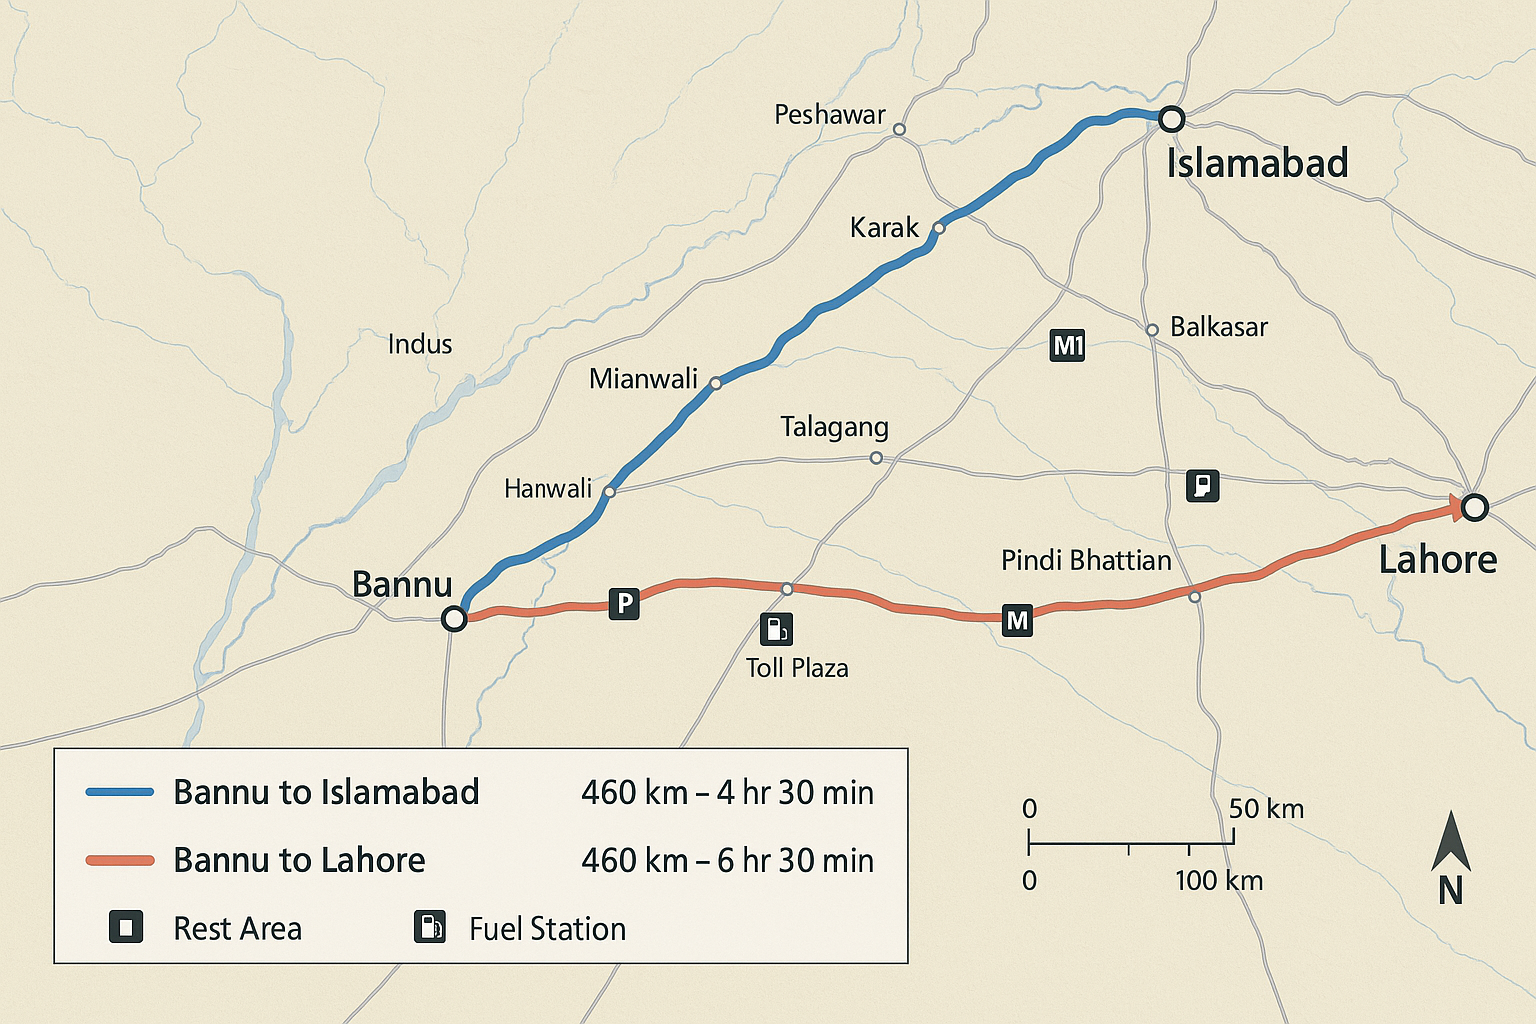 Peshawar
Islamabad
Karak
Balkasar
M1
Indus
Mianwali
Talagang
Hanwali
Pindi Bhattian
Lahore
Bannu
P
M
Toll Plaza
Bannu to Islamabad 460 km – 4 hr 30 min
Bannu to Lahore 460 km – 6 hr 30 min
Rest Area Fuel Station
0 50 km
0 100 km
N